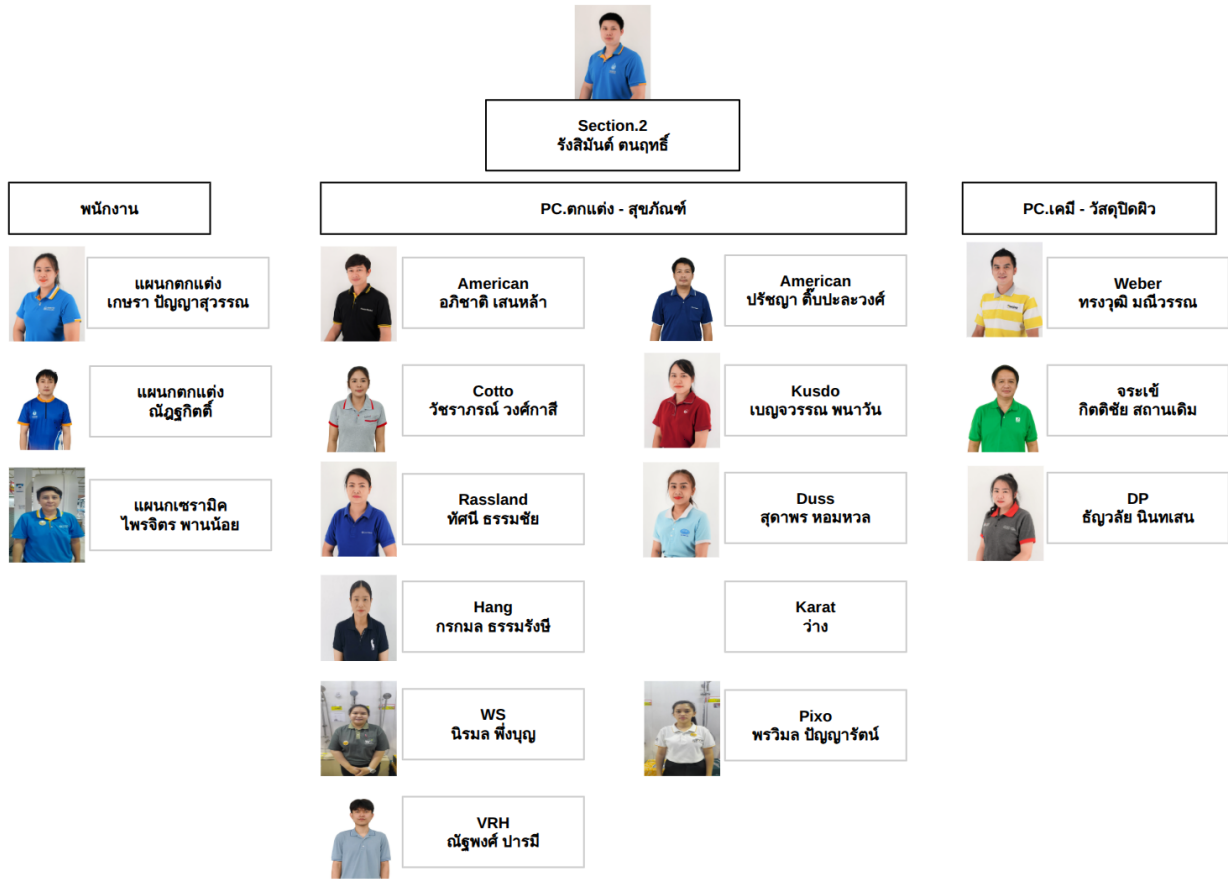 Section.2
รังสิมันต์ ตนฤทธิ์
พนักงาน
PC.ตกแต่ง - สุขภัณฑ์
PC.เคมี - วัสดุปิดผิว
แผนกตกแต่ง
เกษรา ปัญญาสุวรรณ
American
อภิชาติ เสนหล้า
American
ปรัชญา ติ๊บปะละวงศ์
Weber
ทรงวุฒิ มณีวรรณ
แผนกตกแต่ง
ณัฎฐกิตติ์
Cotto
วัชราภรณ์ วงศ์กาสี
Kusdo
เบญจวรรณ พนาวัน
จระเข้
กิตติชัย สถานเดิม
แผนกเซรามิค
ไพรจิตร พานน้อย
Rassland
ทัศนี ธรรมชัย
Duss
สุดาพร หอมหวล
DP
ธัญวลัย นินทเสน
Hang
กรกมล ธรรมรังษี
Karat
ว่าง
WS
นิรมล พึ่งบุญ
Pixo
พรวิมล ปัญญารัตน์
VRH
ณัฐพงศ์ ปารมี